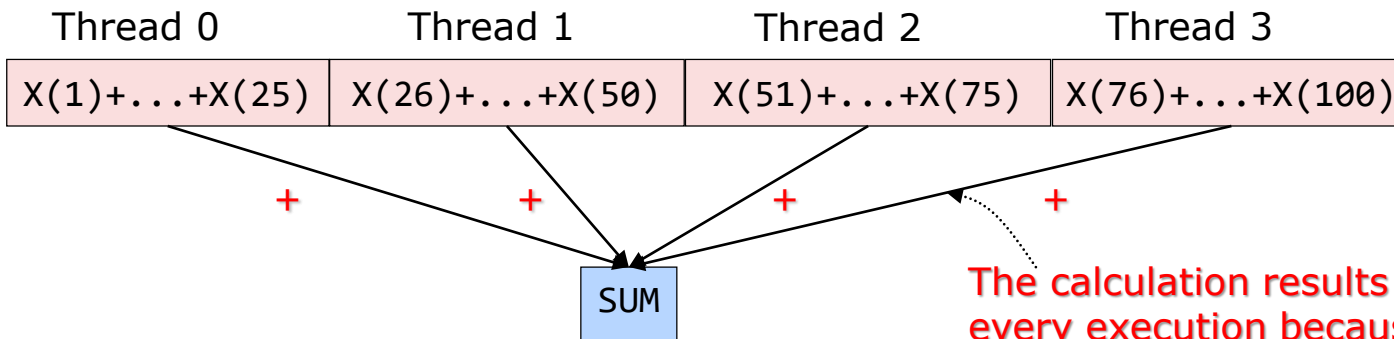 Thread 0 Thread 1 Thread 2 Thread 3
X(1)+...+X(25) X(26)+...+X(50) X(51)+...+X(75) X(76)+...+X(100)
+ + + +
SUM
The calculation results
every execution